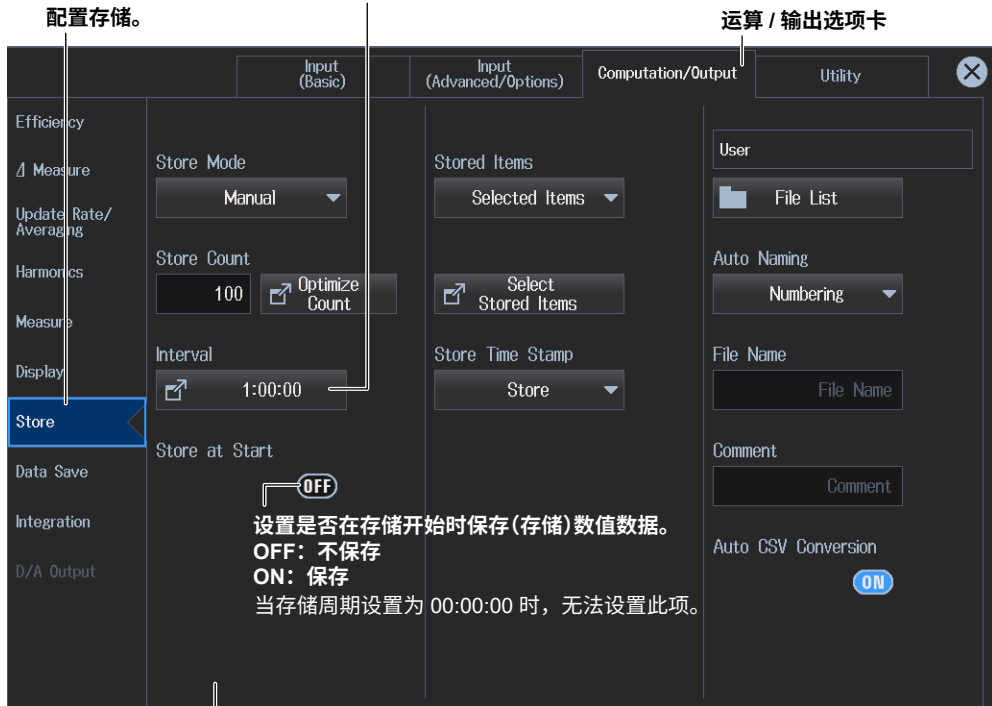 配置存储。
运算 / 输出选项卡
Input
(Basic)
Input
(Advanced/Options)
Computation/Output
Utility
Efficiency
⊿ Measure
Update Rate/
Averaging
Harmonics
Measure
Display
Store
Data Save
Integration
D/A Output
Store Mode
Manual
Store Count
100
Optimize
Count
Interval
1:00:00
Store at Start
OFF
设置是否在存储开始时保存(存储)数值数据。
OFF：不保存
ON：保存
当存储周期设置为 00:00:00 时，无法设置此项。
Stored Items
Selected Items
Select
Stored Items
Store Time Stamp
Store
User
File List
Auto Naming
Numbering
File Name
File Name
Comment
Comment
Auto CSV Conversion
ON